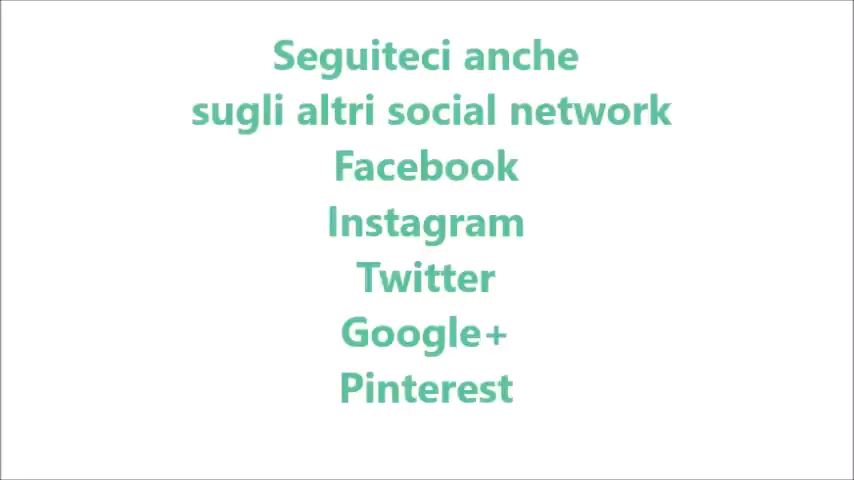 Seguiteci anche
sugli altri social network
Facebook
Instagram
Twitter
Google+
Pinterest